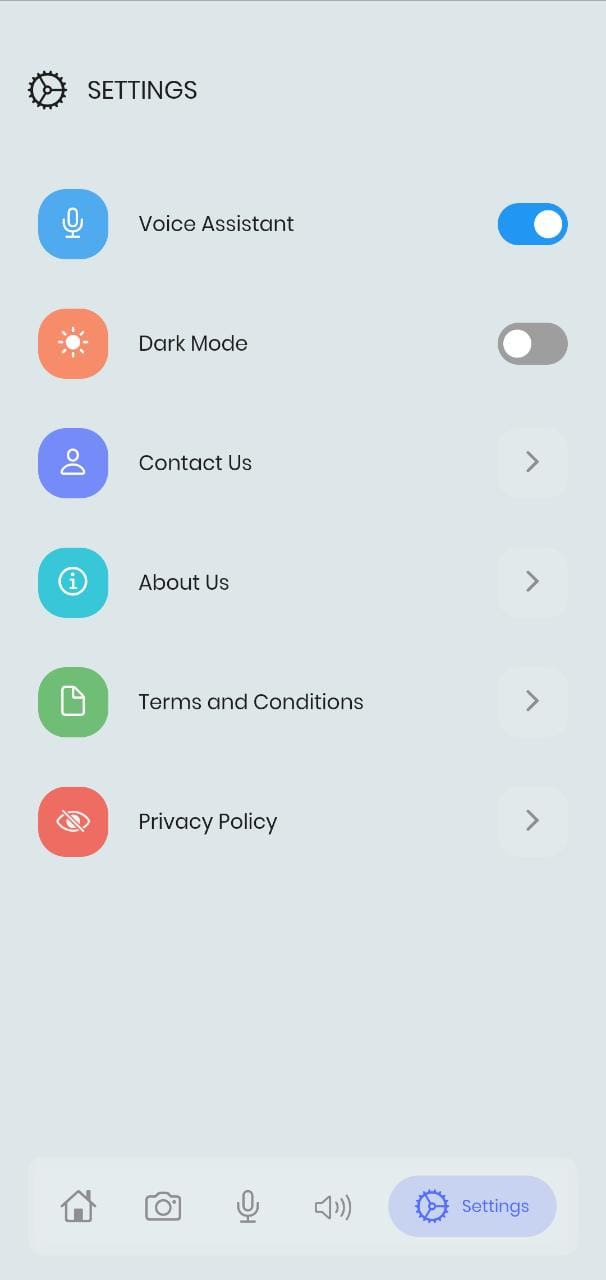 SETTINGS
Voice Assistant
Dark Mode
Contact Us
About Us
Terms and Conditions
Privacy Policy
Settings